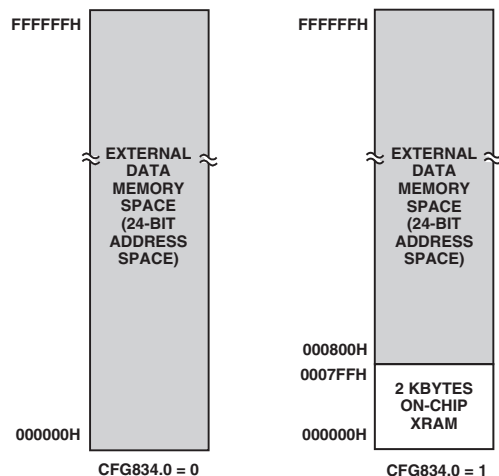 FFFFFFH
EXTERNAL
DATA
MEMORY
SPACE
(24-BIT
ADDRESS
SPACE)
000000H
CFG834.0 = 0
FFFFFFH
EXTERNAL
DATA
MEMORY
SPACE
(24-BIT
ADDRESS
SPACE)
000800H
0007FFH
2 KBYTES
ON-CHIP
XRAM
000000H
CFG834.0 = 1